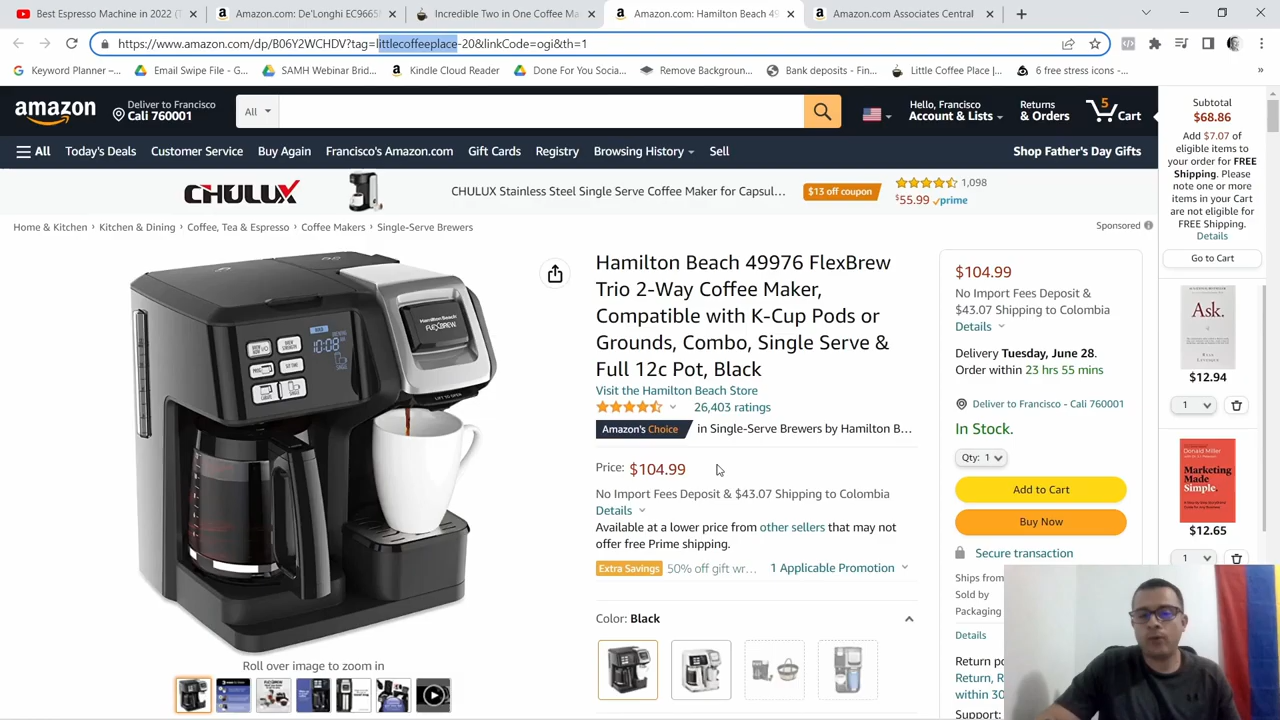 Best Espresso Machine in 2022 (T
Amazon.com: De'Longhi EC9665
Incredible Two in One Coffee Ma
Amazon.com: Hamilton Beach 49
Amazon.com Associates Central
https://www.amazon.com/dp/B06Y2WCHDV?tag=littlecoffeeplace-20&linkCode=ogi&th=1
Keyword Planner –...
Email Swipe File - G...
SAMH Webinar Brid...
Kindle Cloud Reader
Done For You Socia...
Remove Backgroun...
Bank deposits - Fin...
Little Coffee Place |...
6 free stress icons -...
»
amazon
Deliver to Francisco
Cali 760001
All
Hello, Francisco
Account & Lists
Returns
& Orders
5
Cart
All
Today's Deals
Customer Service
Buy Again
Francisco's Amazon.com
Gift Cards
Registry
Browsing History
Sell
Shop Father's Day Gifts
CHULUX
CHULUX Stainless Steel Single Serve Coffee Maker for Capsul...
$13 off coupon
1,098
$55.99 prime
Sponsored
Home & Kitchen › Kitchen & Dining › Coffee, Tea & Espresso › Coffee Makers › Single-Serve Brewers
Hamilton Beach
FLEXBREW
10:08
LIFT TO OPEN
Roll over image to zoom in
Hamilton Beach 49976 FlexBrew
Trio 2-Way Coffee Maker,
Compatible with K-Cup Pods or
Grounds, Combo, Single Serve &
Full 12c Pot, Black
Visit the Hamilton Beach Store
26,403 ratings
Amazon's Choice in Single-Serve Brewers by Hamilton B...
Price: $104.99
No Import Fees Deposit & $43.07 Shipping to Colombia
Details
Available at a lower price from other sellers that may not
offer free Prime shipping.
Extra Savings 50% off gift wr... 1 Applicable Promotion
Color: Black
$104.99
No Import Fees Deposit &
$43.07 Shipping to Colombia
Details
Delivery Tuesday, June 28.
Order within 23 hrs 55 mins
Deliver to Francisco - Cali 760001
In Stock.
Qty: 1
Add to Cart
Buy Now
Secure transaction
Ships from
Sold by
Packaging
Details
Return po
Return, R
within 30
Subtotal
$68.86
Add $7.07 of
eligible items to
your order for FREE
Shipping. Please
note one or more
items in your Cart
are not eligible for
FREE Shipping.
Details
Go to Cart
Ask.
$12.94
1
Donald Miller
Marketing
Made
Simple.
$12.65
1